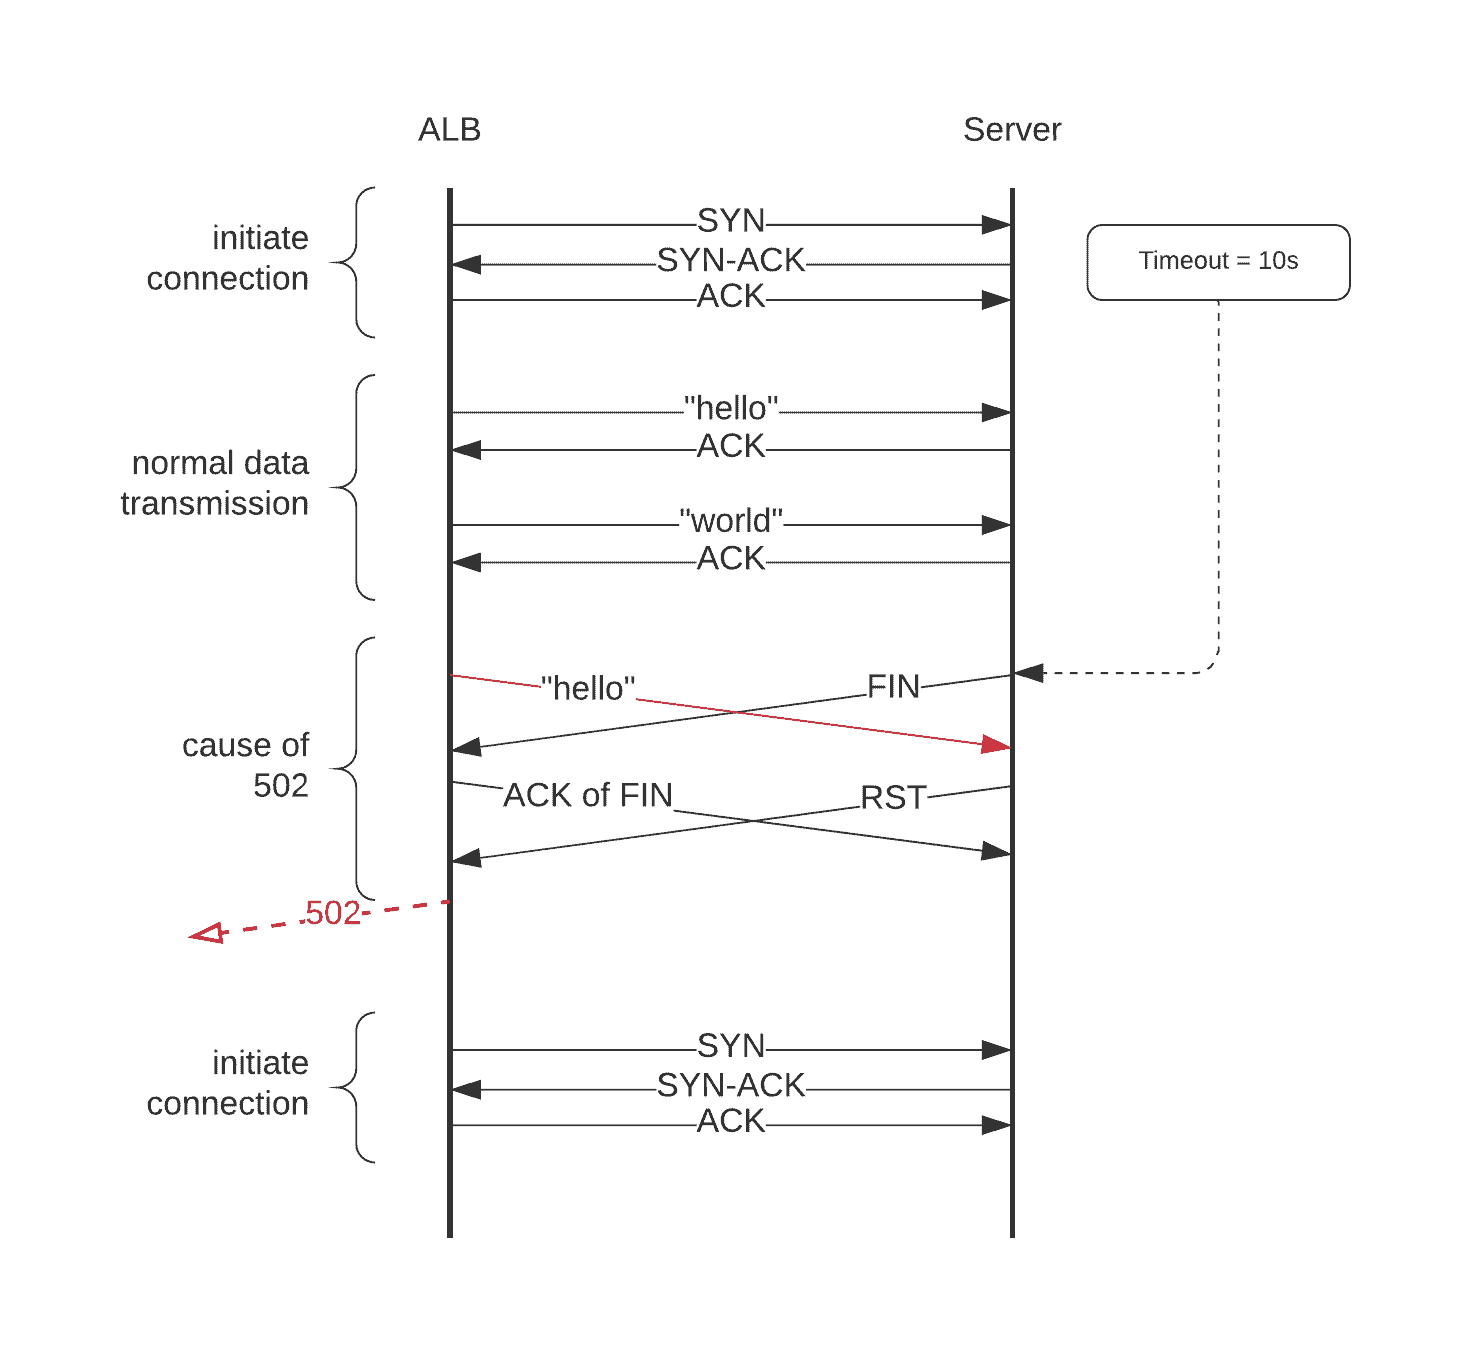 ALB
Server
initiate
connection
SYN
SYN-ACK
ACK
Timeout = 10s
normal data
transmission
"hello"
ACK
"world"
ACK
cause of
502
"hello"
FIN
ACK of FIN
RST
502
initiate
connection
SYN
SYN-ACK
ACK